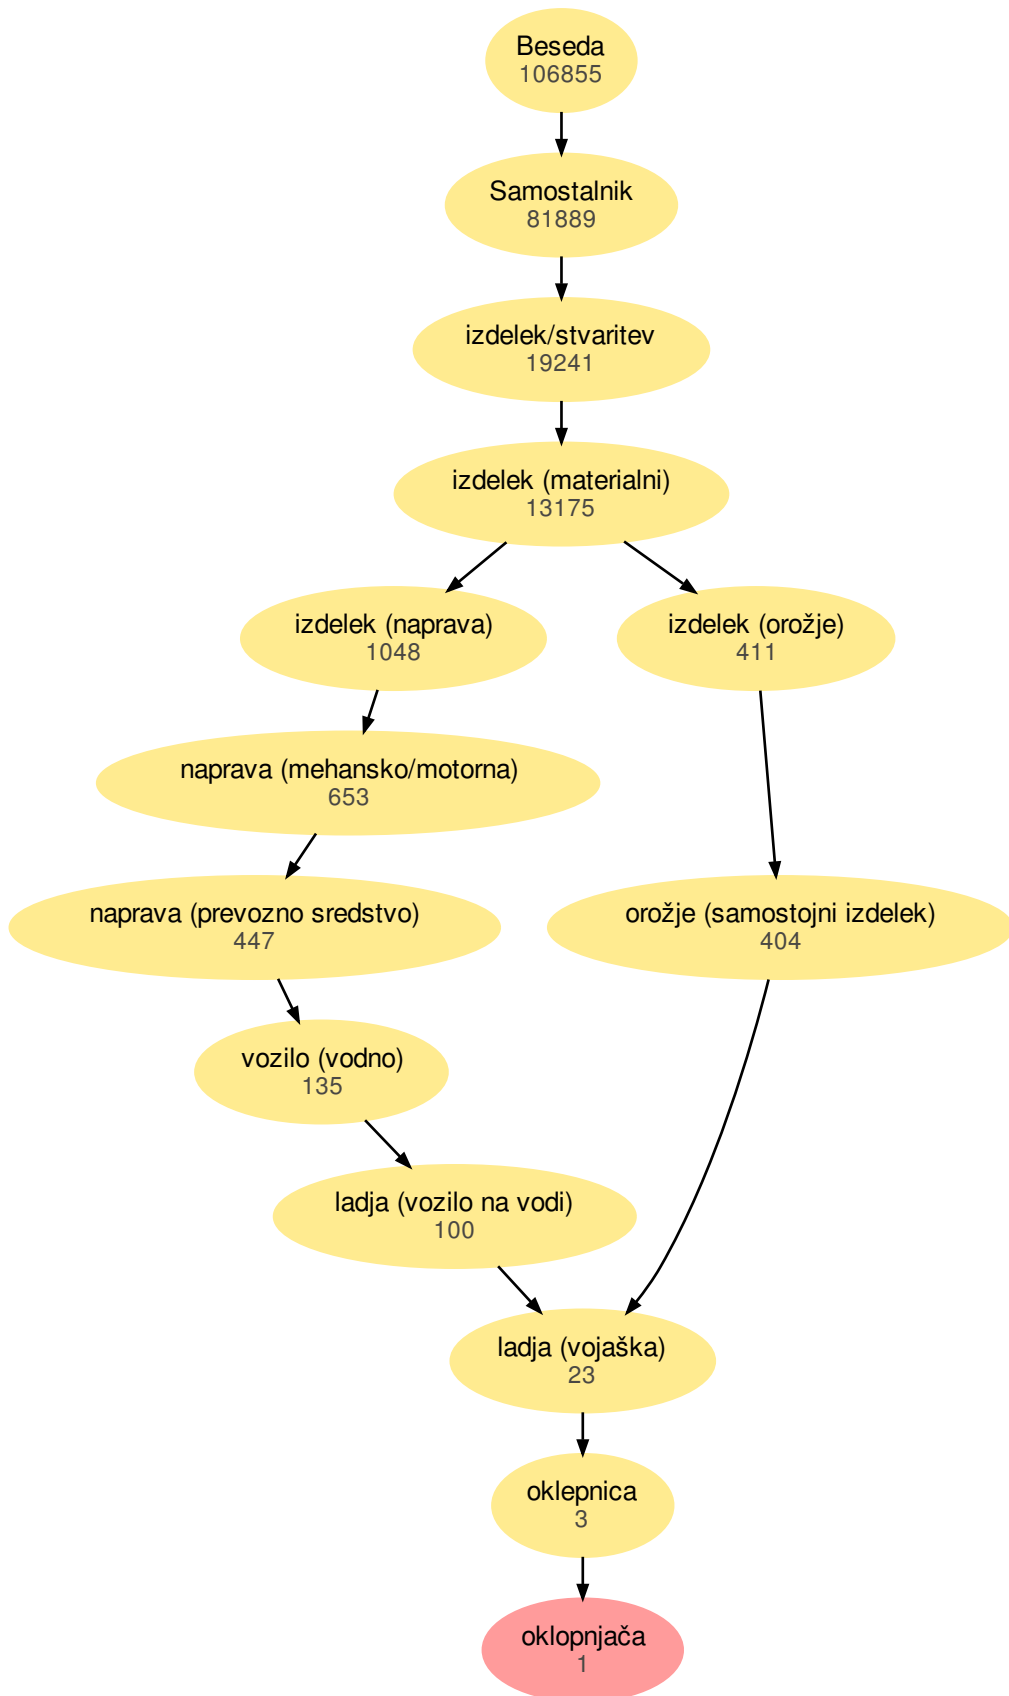 Beseda
106855
Samostalnik
81889
izdelek/stvaritev
19241
izdelek (materialni)
13175
izdelek (naprava)
1048
izdelek (orožje)
411
naprava (mehansko/motorna)
653
naprava (prevozno sredstvo)
447
orožje (samostojni izdelek)
404
vozilo (vodno)
135
ladja (vozilo na vodi)
100
ladja (vojaška)
23
oklepnica
3
oklopnjača
1